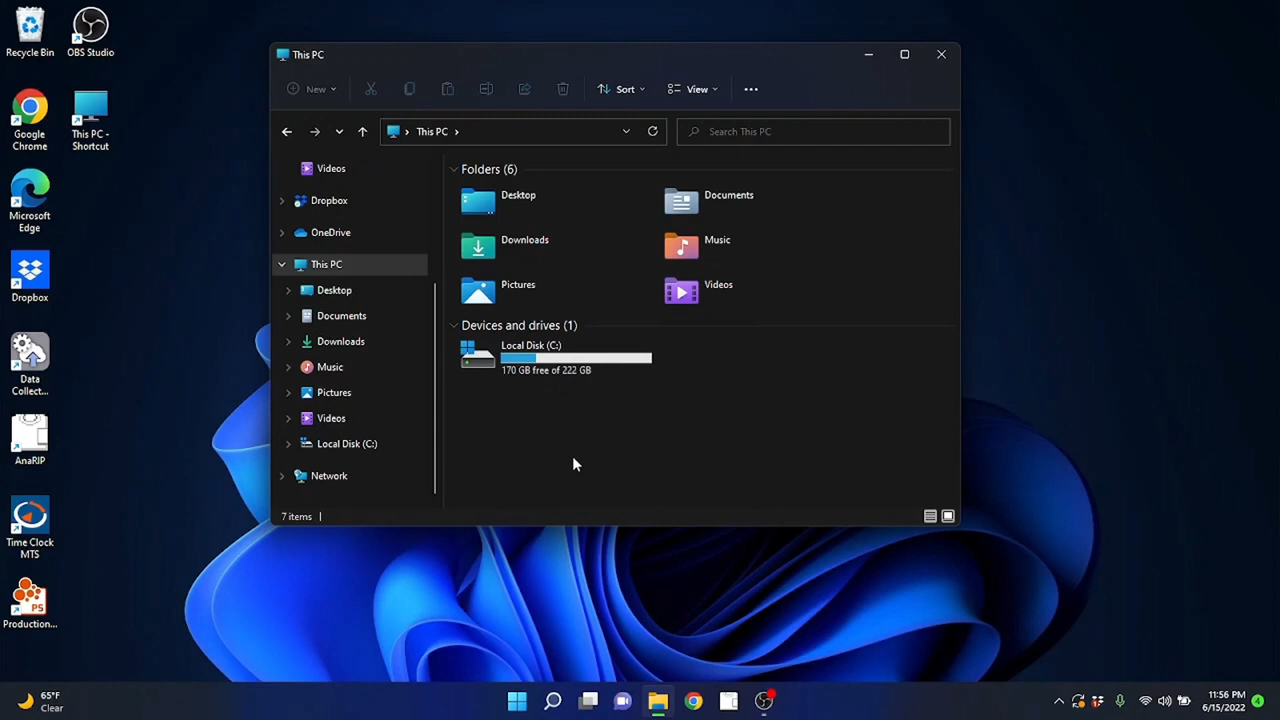 Recycle Bin
OBS Studio
Google
Chrome
This PC -
Shortcut
Microsoft
Edge
Dropbox
Data
Collect...
AnaRIP
Time Clock
MTS
PS
Production...
This PC
New
Sort
View
This PC
Search This PC
Videos
Dropbox
OneDrive
This PC
Desktop
Documents
Downloads
Music
Pictures
Videos
Local Disk (C:)
Network
Folders (6)
Desktop
Documents
Downloads
Music
Pictures
Videos
Devices and drives (1)
Local Disk (C:)
170 GB free of 222 GB
7 items
65°F
Clear
11:56 PM
6/15/2022
4